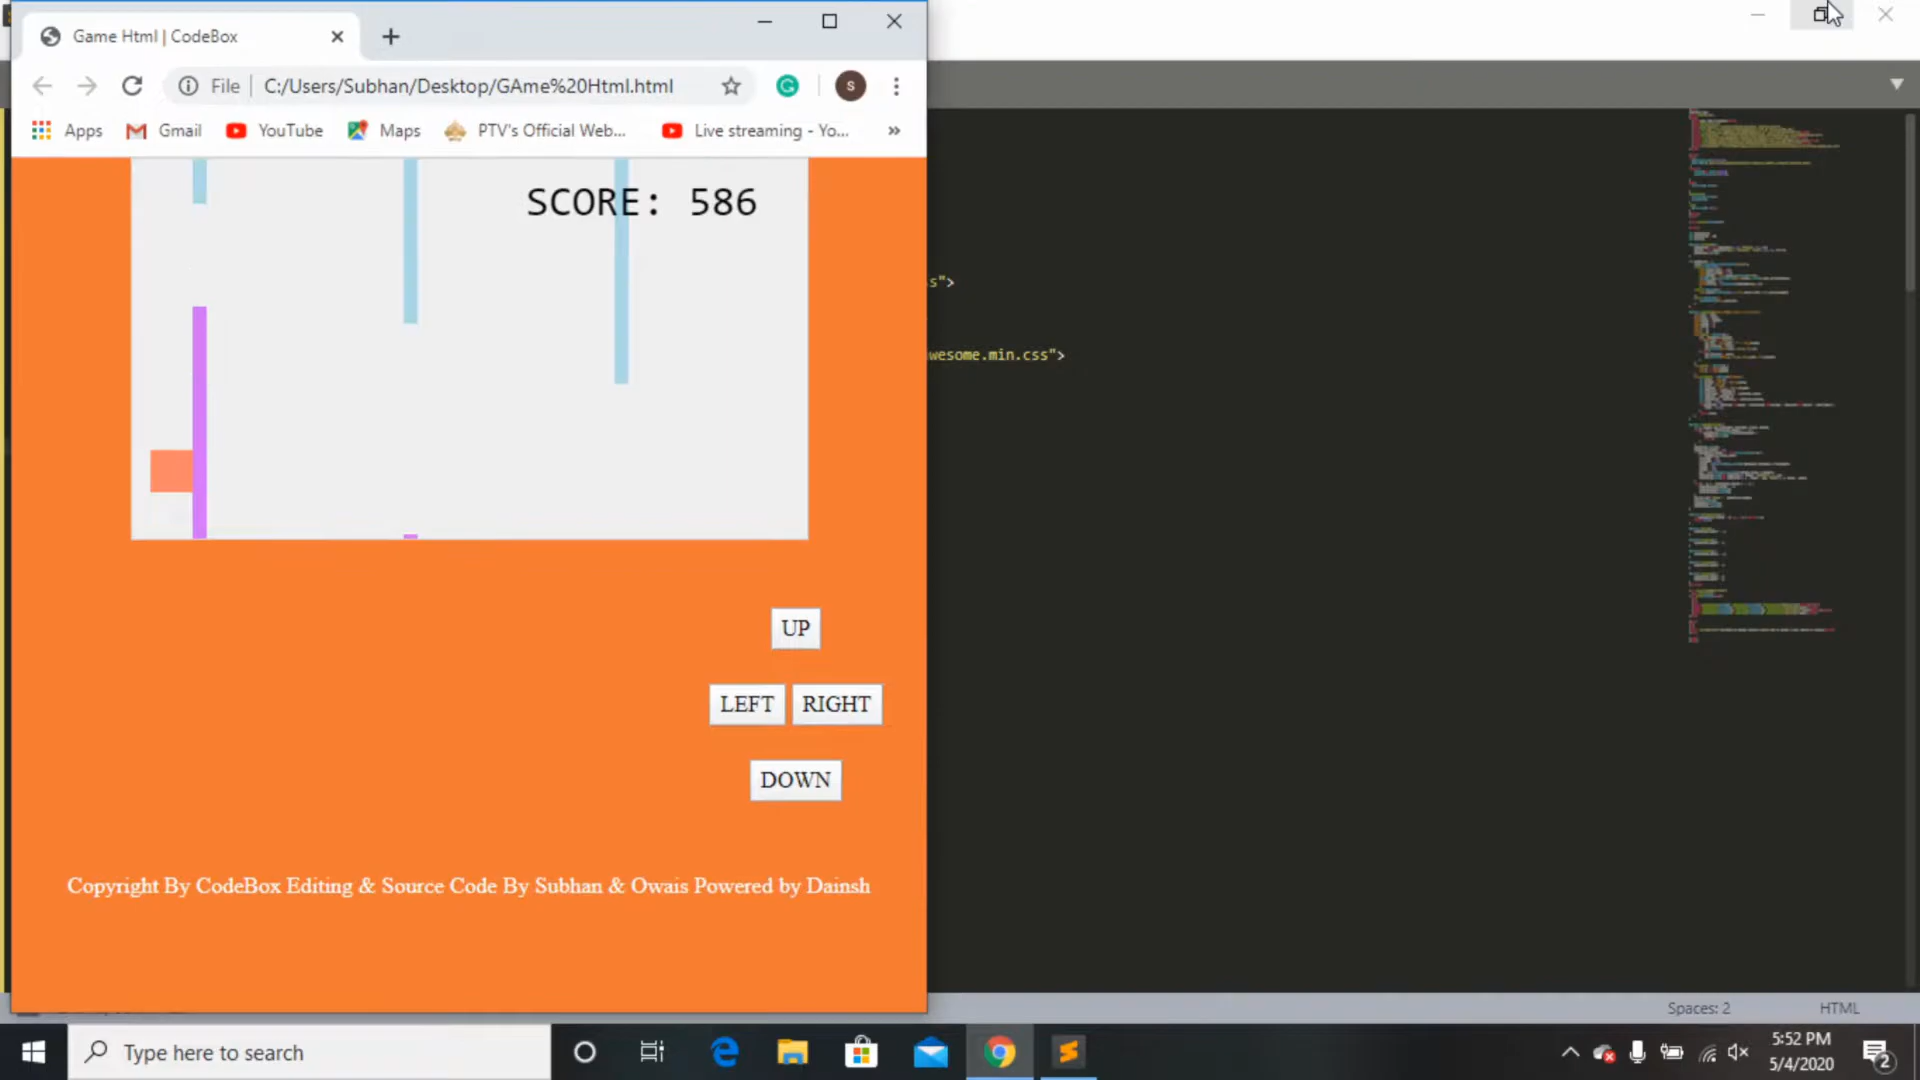 Game Html | CodeBox
File C:/Users/Subhan/Desktop/GAme%20Html.html
s
Apps Gmail YouTube Maps PTV's Official Web... Live streaming - Yo... »
SCORE: 586
s">
wesome.min.css">
UP
LEFT RIGHT
DOWN
Copyright By CodeBox Editing & Source Code By Subhan & Owais Powered by Dainsh
Spaces: 2 HTML
Type here to search
5:52 PM
5/4/2020
2